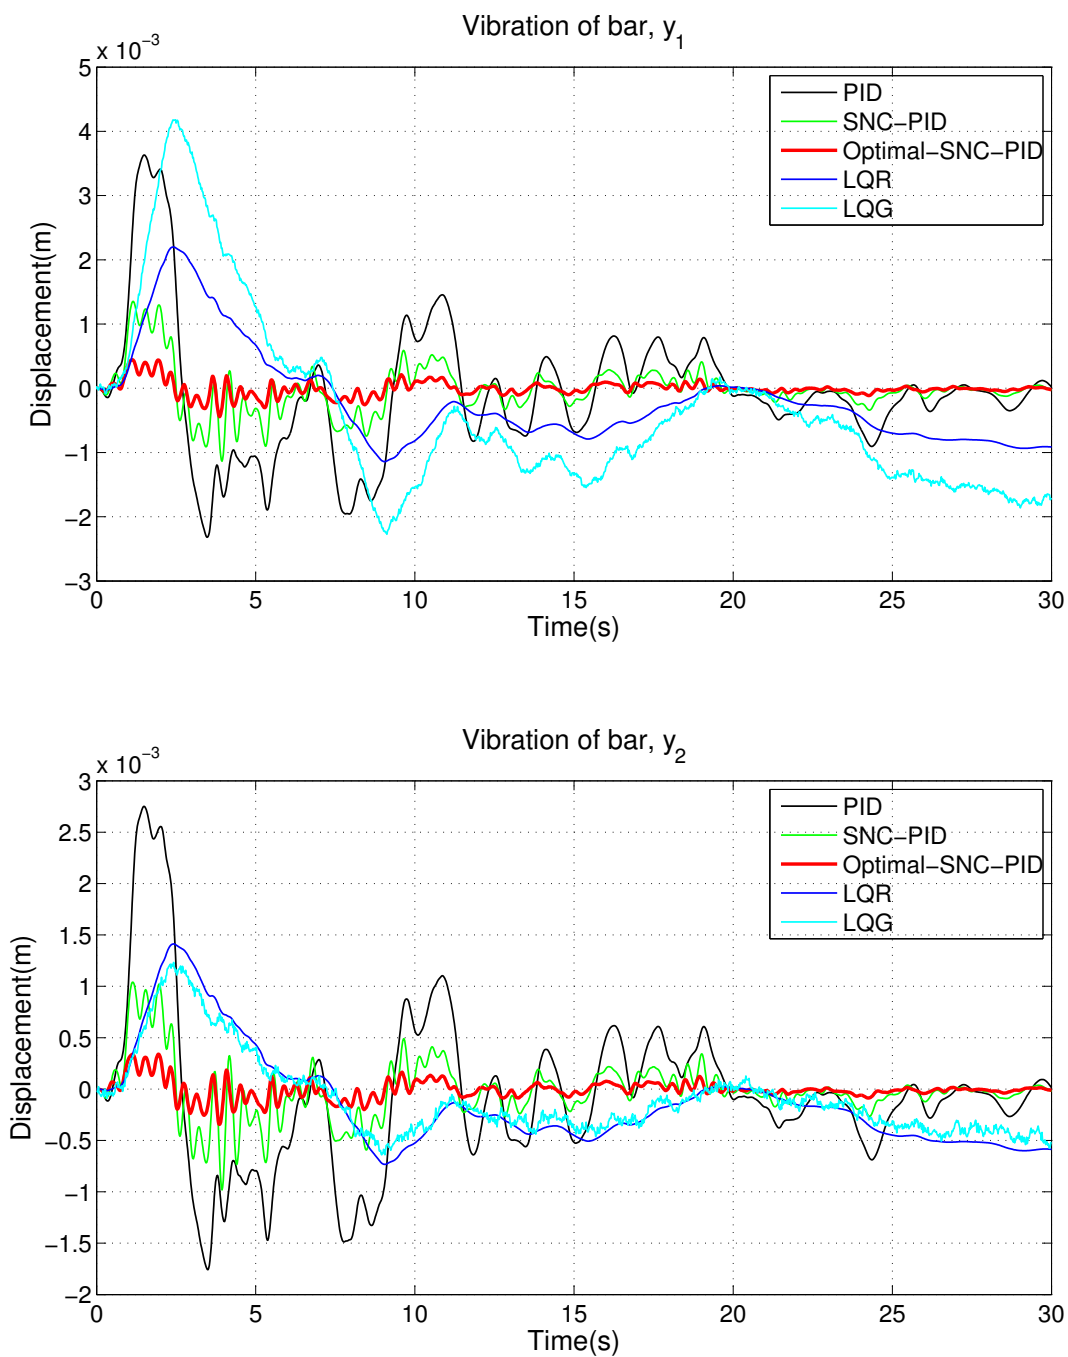 Vibration of bar, y1
x 10−3
5
4
3
2
1
0
−1
−2
−3
Displacement(m)
PID
SNC−PID
Optimal−SNC−PID
LQR
LQG
0 5 10 15 20 25 30
Time(s)
Vibration of bar, y2
x 10−3
3
2.5
2
1.5
1
0.5
0
−0.5
−1
−1.5
−2
Displacement(m)
PID
SNC−PID
Optimal−SNC−PID
LQR
LQG
0 5 10 15 20 25 30
Time(s)